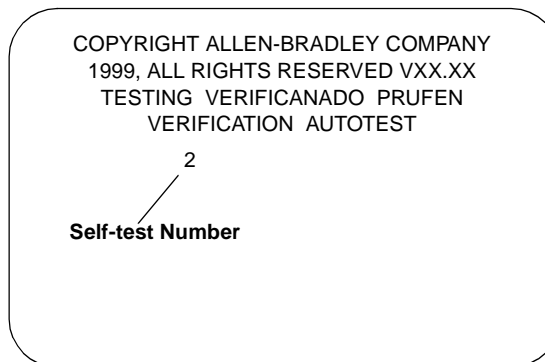 COPYRIGHT ALLEN-BRADLEY COMPANY
1999, ALL RIGHTS RESERVED VXX.XX
TESTING VERIFICANADO PRUFEN
VERIFICATION AUTOTEST
2
Self-test Number